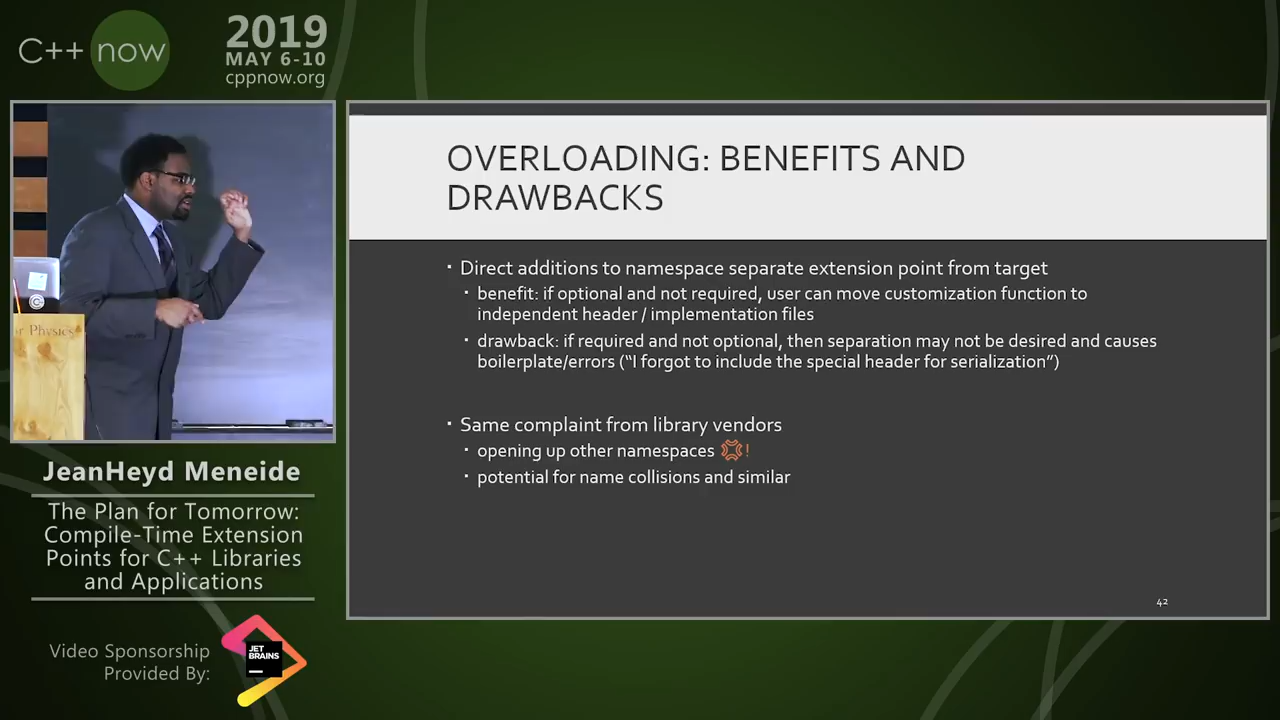 C++ now
2019
MAY 6-10
cppnow.org
OVERLOADING: BENEFITS AND
DRAWBACKS
▪ Direct additions to namespace separate extension point from target
▪ benefit: if optional and not required, user can move customization function to
independent header / implementation files
▪ drawback: if required and not optional, then separation may not be desired and causes
boilerplate/errors (“I forgot to include the special header for serialization”)
▪ Same complaint from library vendors
▪ opening up other namespaces 💢!
▪ potential for name collisions and similar
42
r Physics
JeanHeyd Meneide
The Plan for Tomorrow:
Compile-Time Extension
Points for C++ Libraries
and Applications
Video Sponsorship
Provided By:
JET
BRAINS